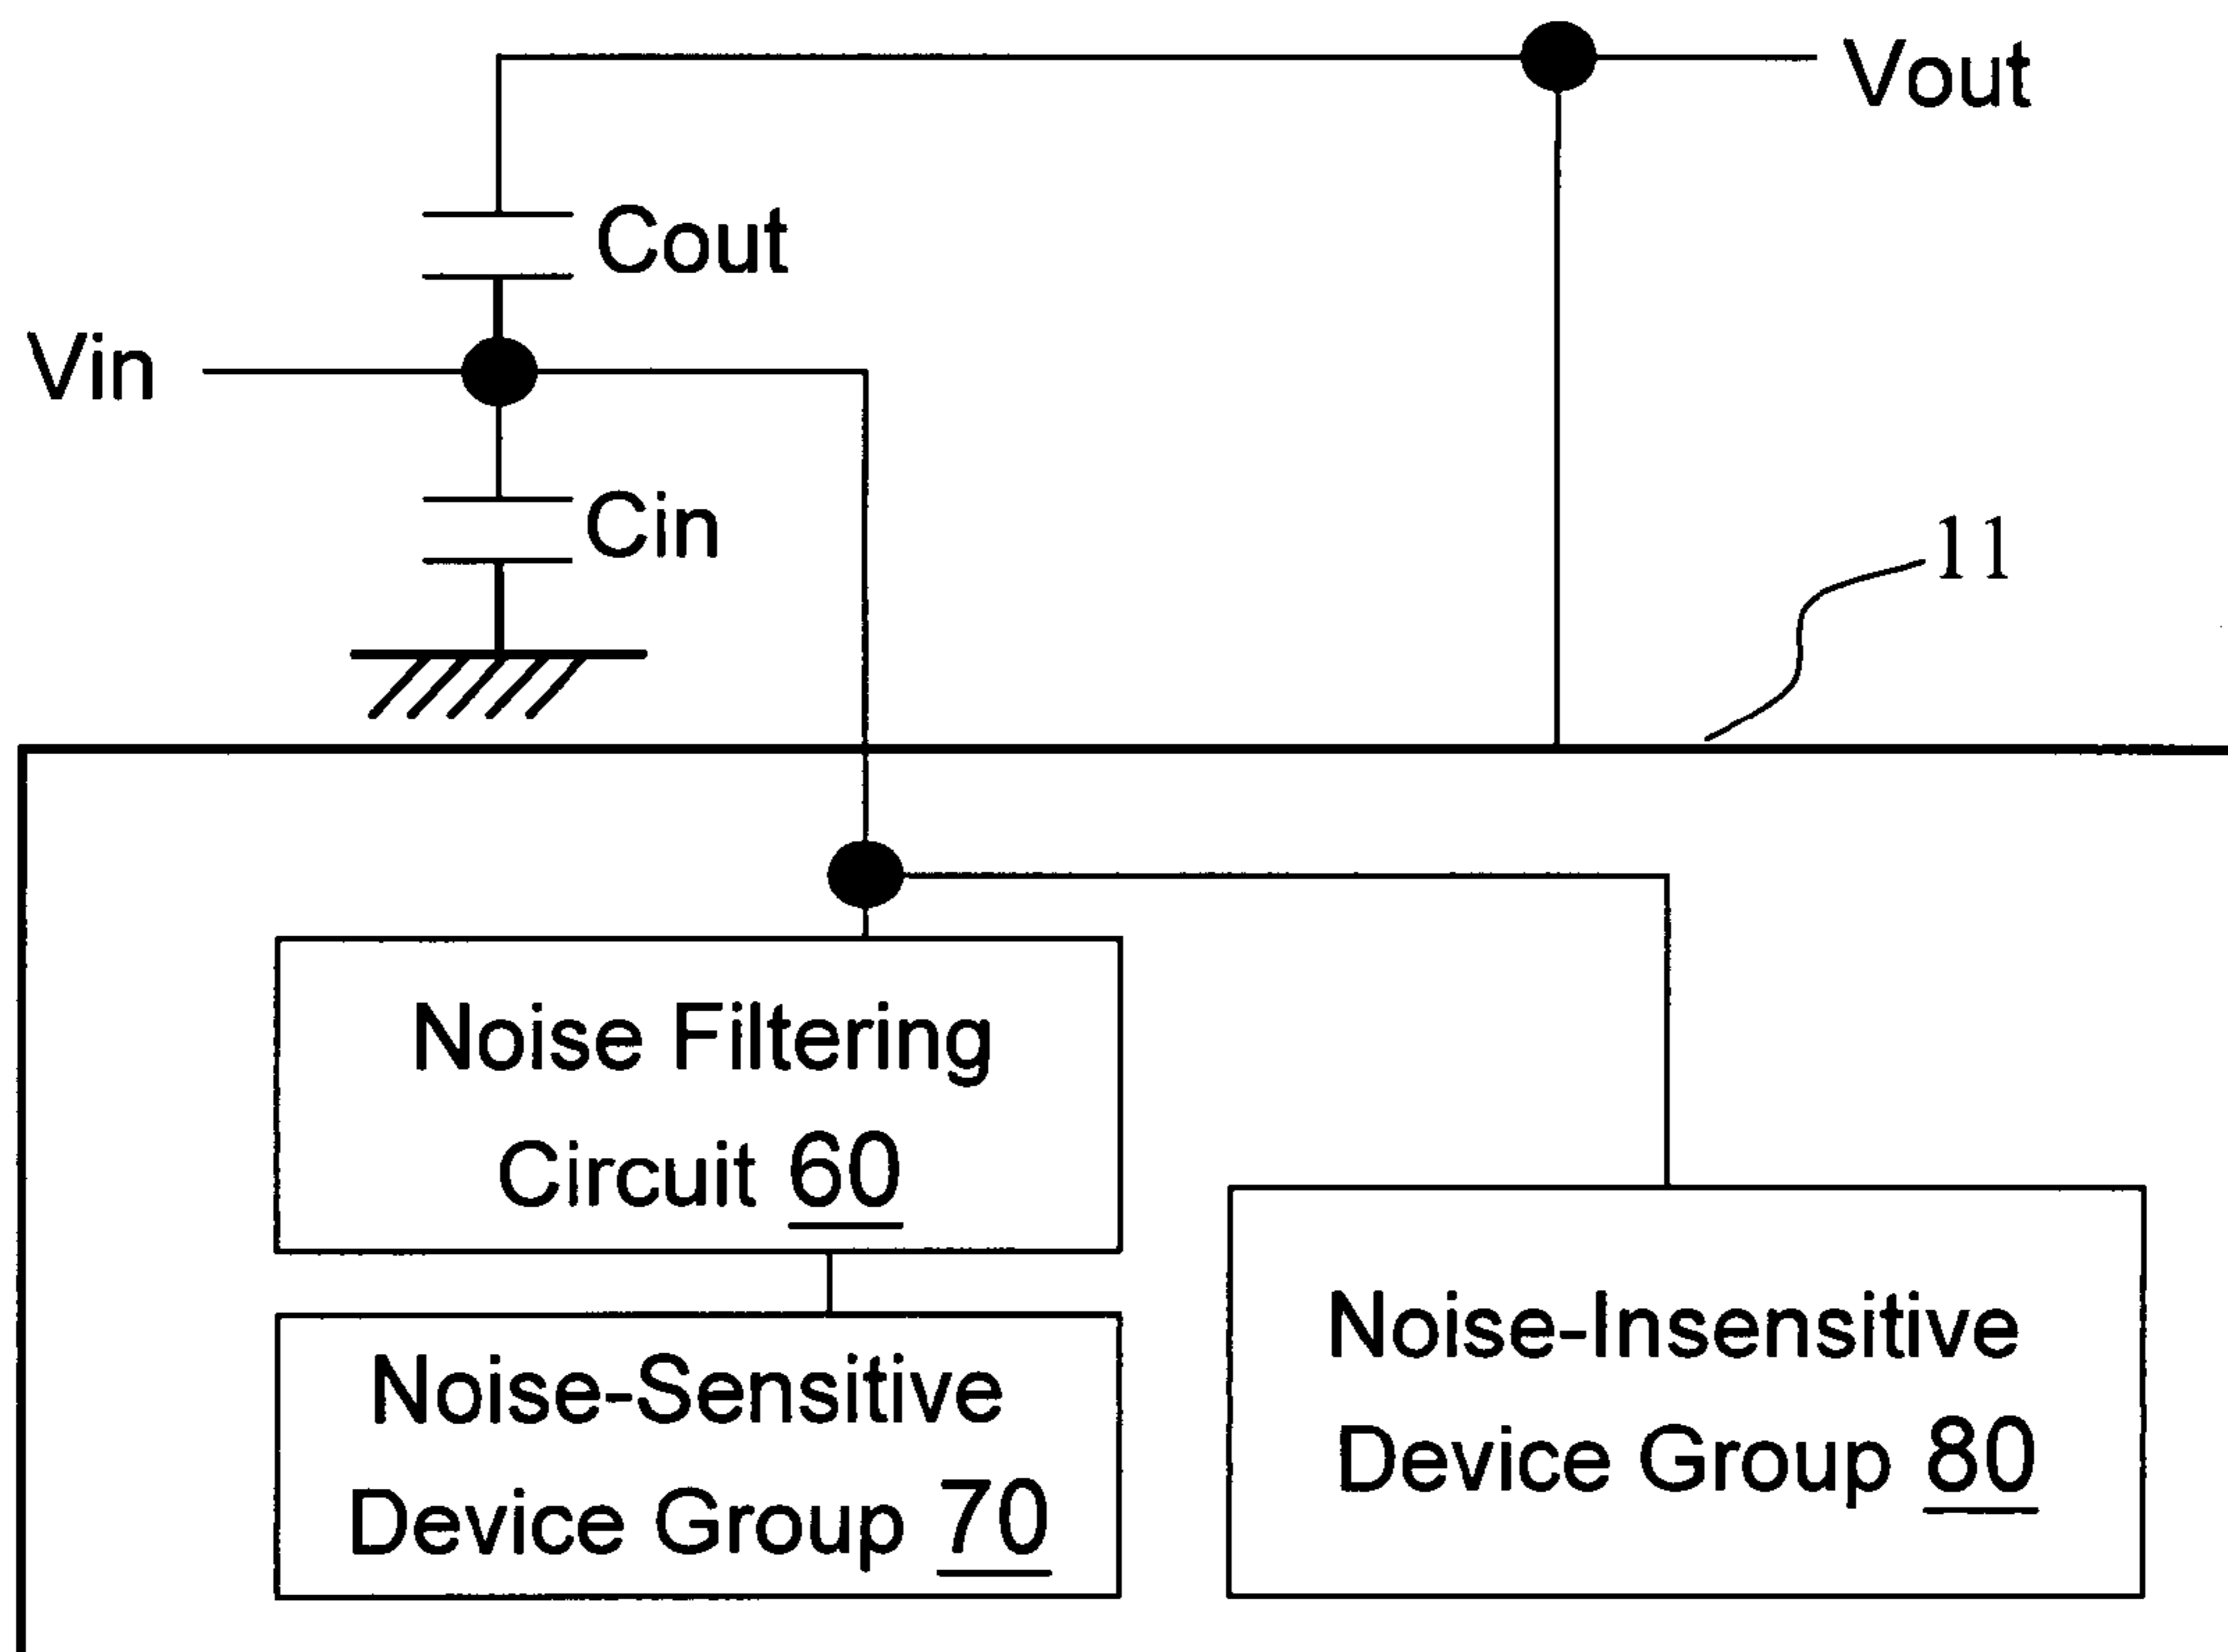 Vout
Cout
Vin
Cin
11
Noise Filtering
Circuit 60
Noise-Sensitive
Device Group 70
Noise-Insensitive
Device Group 80